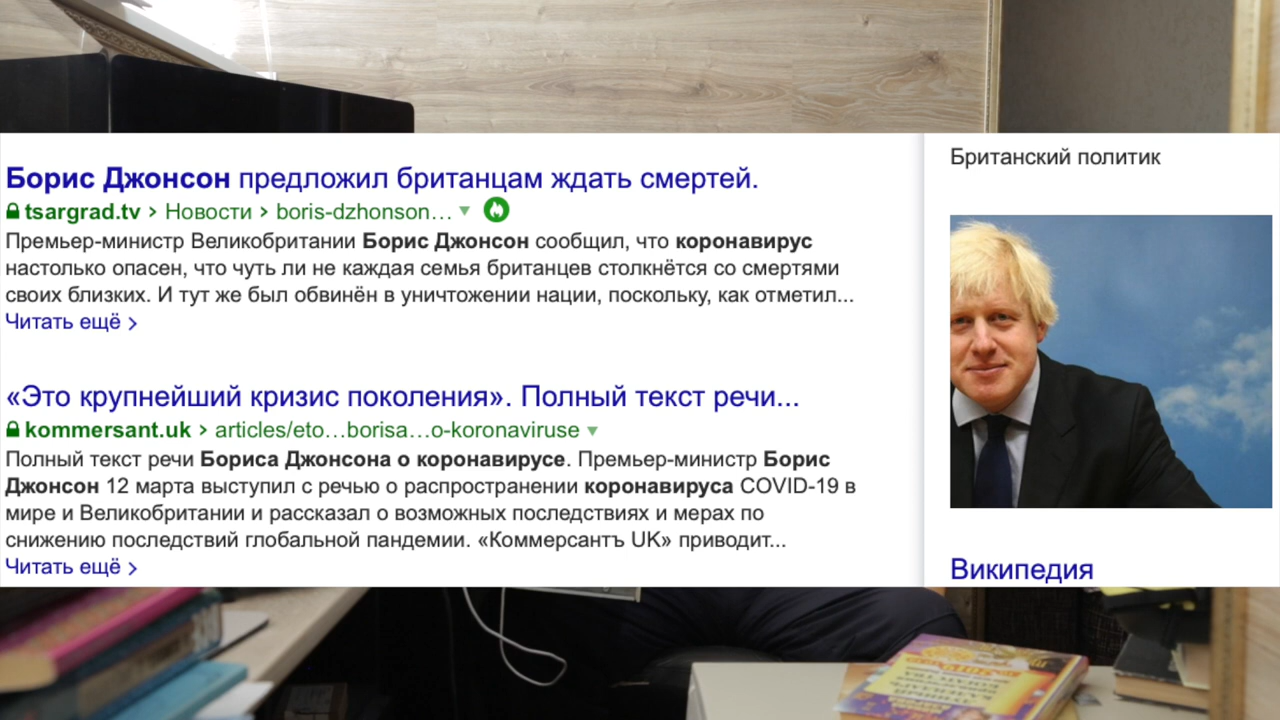 Борис Джонсон предложил британцам ждать смертей.
tsargrad.tv › Новости › boris-dzhonson…
Премьер-министр Великобритании Борис Джонсон сообщил, что коронавирус
настолько опасен, что чуть ли не каждая семья британцев столкнётся со смертями
своих близких. И тут же был обвинён в уничтожении нации, поскольку, как отметил...
Читать ещё ›
«Это крупнейший кризис поколения». Полный текст речи...
kommersant.uk › articles/eto…borisa…o-koronaviruse
Полный текст речи Бориса Джонсона о коронавирусе. Премьер-министр Борис
Джонсон 12 марта выступил с речью о распространении коронавируса COVID-19 в
мире и Великобритании и рассказал о возможных последствиях и мерах по
снижению последствий глобальной пандемии. «Коммерсантъ UK» приводит...
Читать ещё ›
Британский политик
Википедия